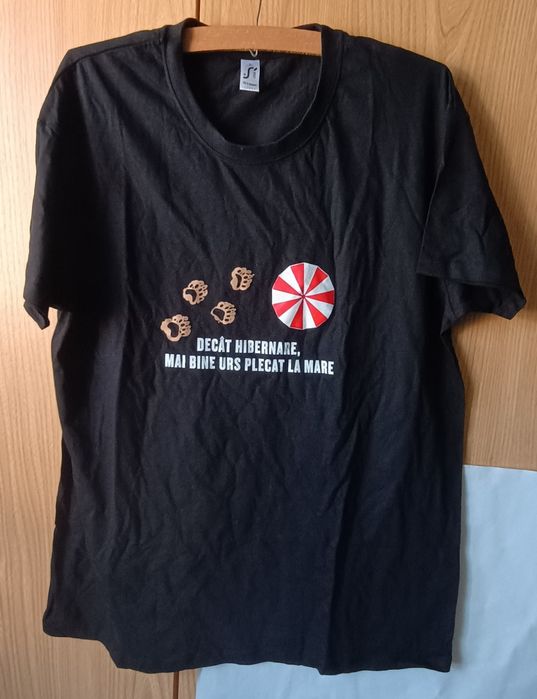 DECÂT HIBERNARE,
MAI BINE URS PLECAT LA MARE